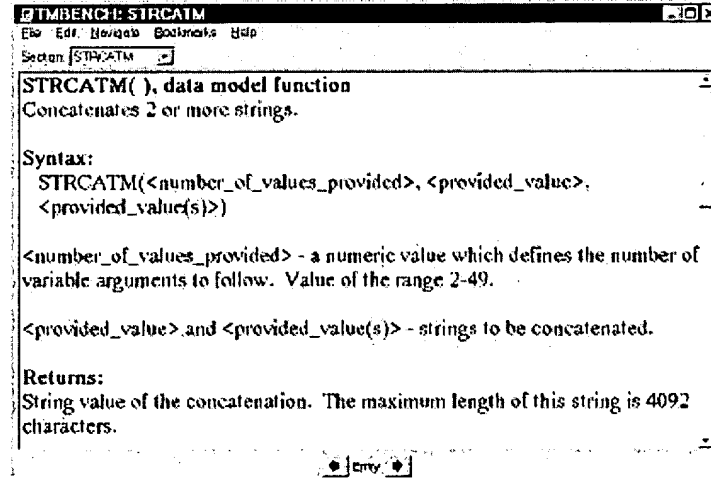 TMBENCH: STRCATM
File Edit Navigate Bookmarks Help
Section: STRCATM
STRCATM( ), data model function
Concatenates 2 or more strings.
Syntax:
STRCATM(<number_of_values_provided>, <provided_value>,
<provided_value(s)>)
<number_of_values_provided> - a numeric value which defines the number of
variable arguments to follow. Value of the range 2-49.
<provided_value> and <provided_value(s)> - strings to be concatenated.
Returns:
String value of the concatenation. The maximum length of this string is 4092
characters.
Entry